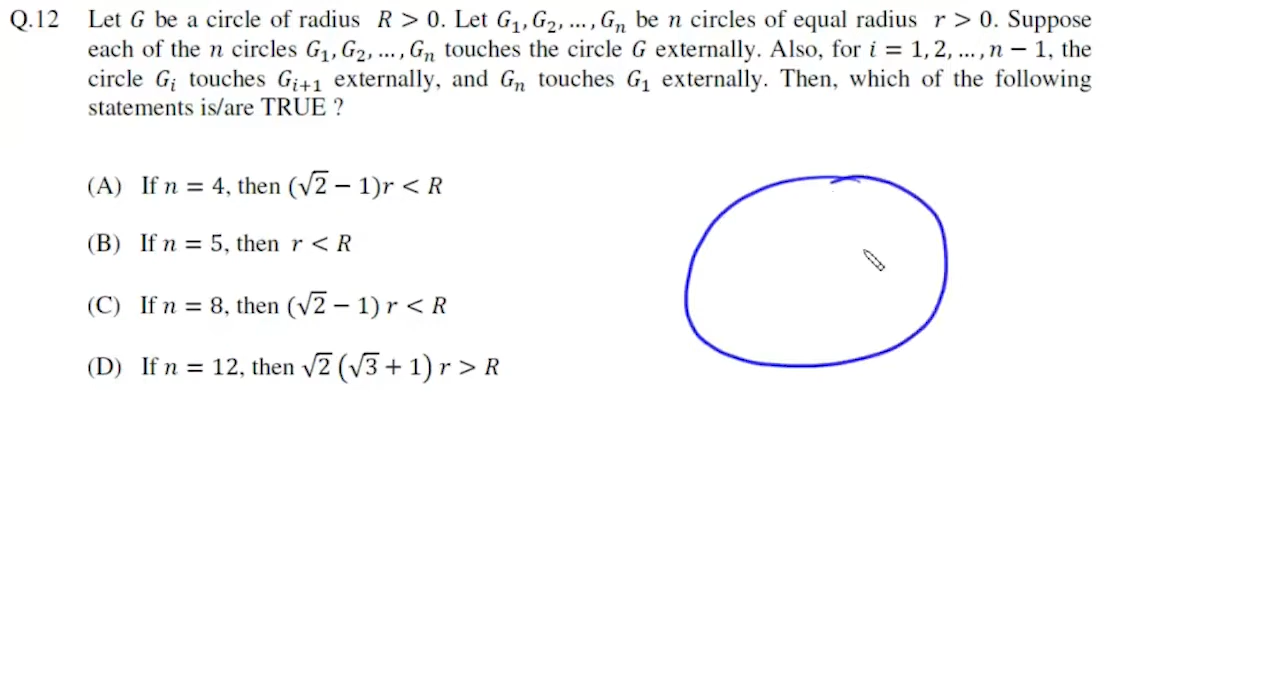 Q.12 Let G be a circle of radius R > 0. Let G₁, G₂, … , Gₙ be n circles of equal radius r > 0. Suppose
each of the n circles G₁, G₂, … , Gₙ touches the circle G externally. Also, for i = 1, 2, … , n − 1, the
circle Gᵢ touches Gᵢ₊₁ externally, and Gₙ touches G₁ externally. Then, which of the following
statements is/are TRUE ?
(A) If n = 4, then (√2 − 1)r < R
(B) If n = 5, then r < R
(C) If n = 8, then (√2 − 1) r < R
(D) If n = 12, then √2 (√3 + 1) r > R